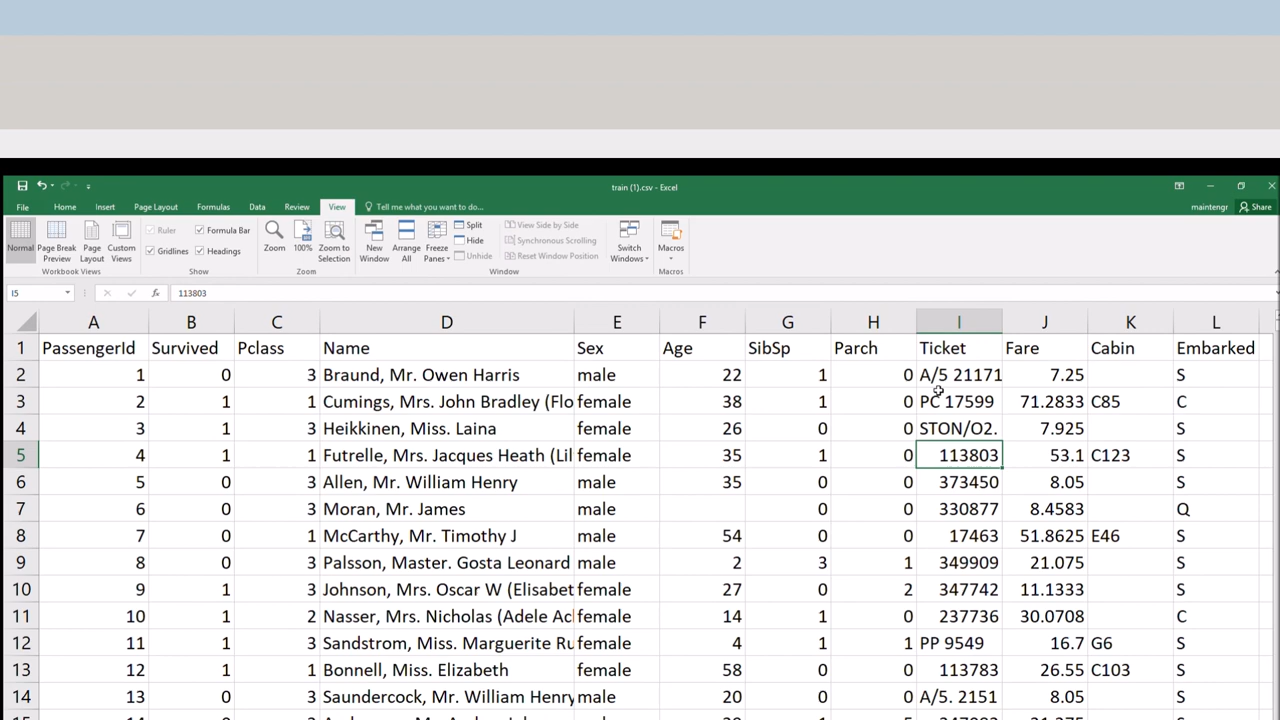 train (1).csv - Excel
File Home Insert Page Layout Formulas Data Review View Tell me what you want to do... maintengr Share
Normal Page Break Preview Page Layout Custom Views Ruler Formula Bar Gridlines Headings Zoom 100% Zoom to Selection New Window Arrange All Freeze Panes Split Hide Unhide View Side by Side Synchronous Scrolling Reset Window Position Switch Windows Macros
Workbook Views Show Zoom Window Macros
I5 fx 113803
A B C D E F G H I J K L
1 PassengerId Survived Pclass Name Sex Age SibSp Parch Ticket Fare Cabin Embarked
2 1 0 3 Braund, Mr. Owen Harris male 22 1 0 A/5 21171 7.25 S
3 2 1 1 Cumings, Mrs. John Bradley (Flo female 38 1 0 PC 17599 71.2833 C85 C
4 3 1 3 Heikkinen, Miss. Laina female 26 0 0 STON/O2. 7.925 S
5 4 1 1 Futrelle, Mrs. Jacques Heath (Lil female 35 1 0 113803 53.1 C123 S
6 5 0 3 Allen, Mr. William Henry male 35 0 0 373450 8.05 S
7 6 0 3 Moran, Mr. James male 0 0 330877 8.4583 Q
8 7 0 1 McCarthy, Mr. Timothy J male 54 0 0 17463 51.8625 E46 S
9 8 0 3 Palsson, Master. Gosta Leonard male 2 3 1 349909 21.075 S
10 9 1 3 Johnson, Mrs. Oscar W (Elisabet female 27 0 2 347742 11.1333 S
11 10 1 2 Nasser, Mrs. Nicholas (Adele Ac female 14 1 0 237736 30.0708 C
12 11 1 3 Sandstrom, Miss. Marguerite Ru female 4 1 1 PP 9549 16.7 G6 S
13 12 1 1 Bonnell, Miss. Elizabeth female 58 0 0 113783 26.55 C103 S
14 13 0 3 Saundercock, Mr. William Henry male 20 0 0 A/5. 2151 8.05 S